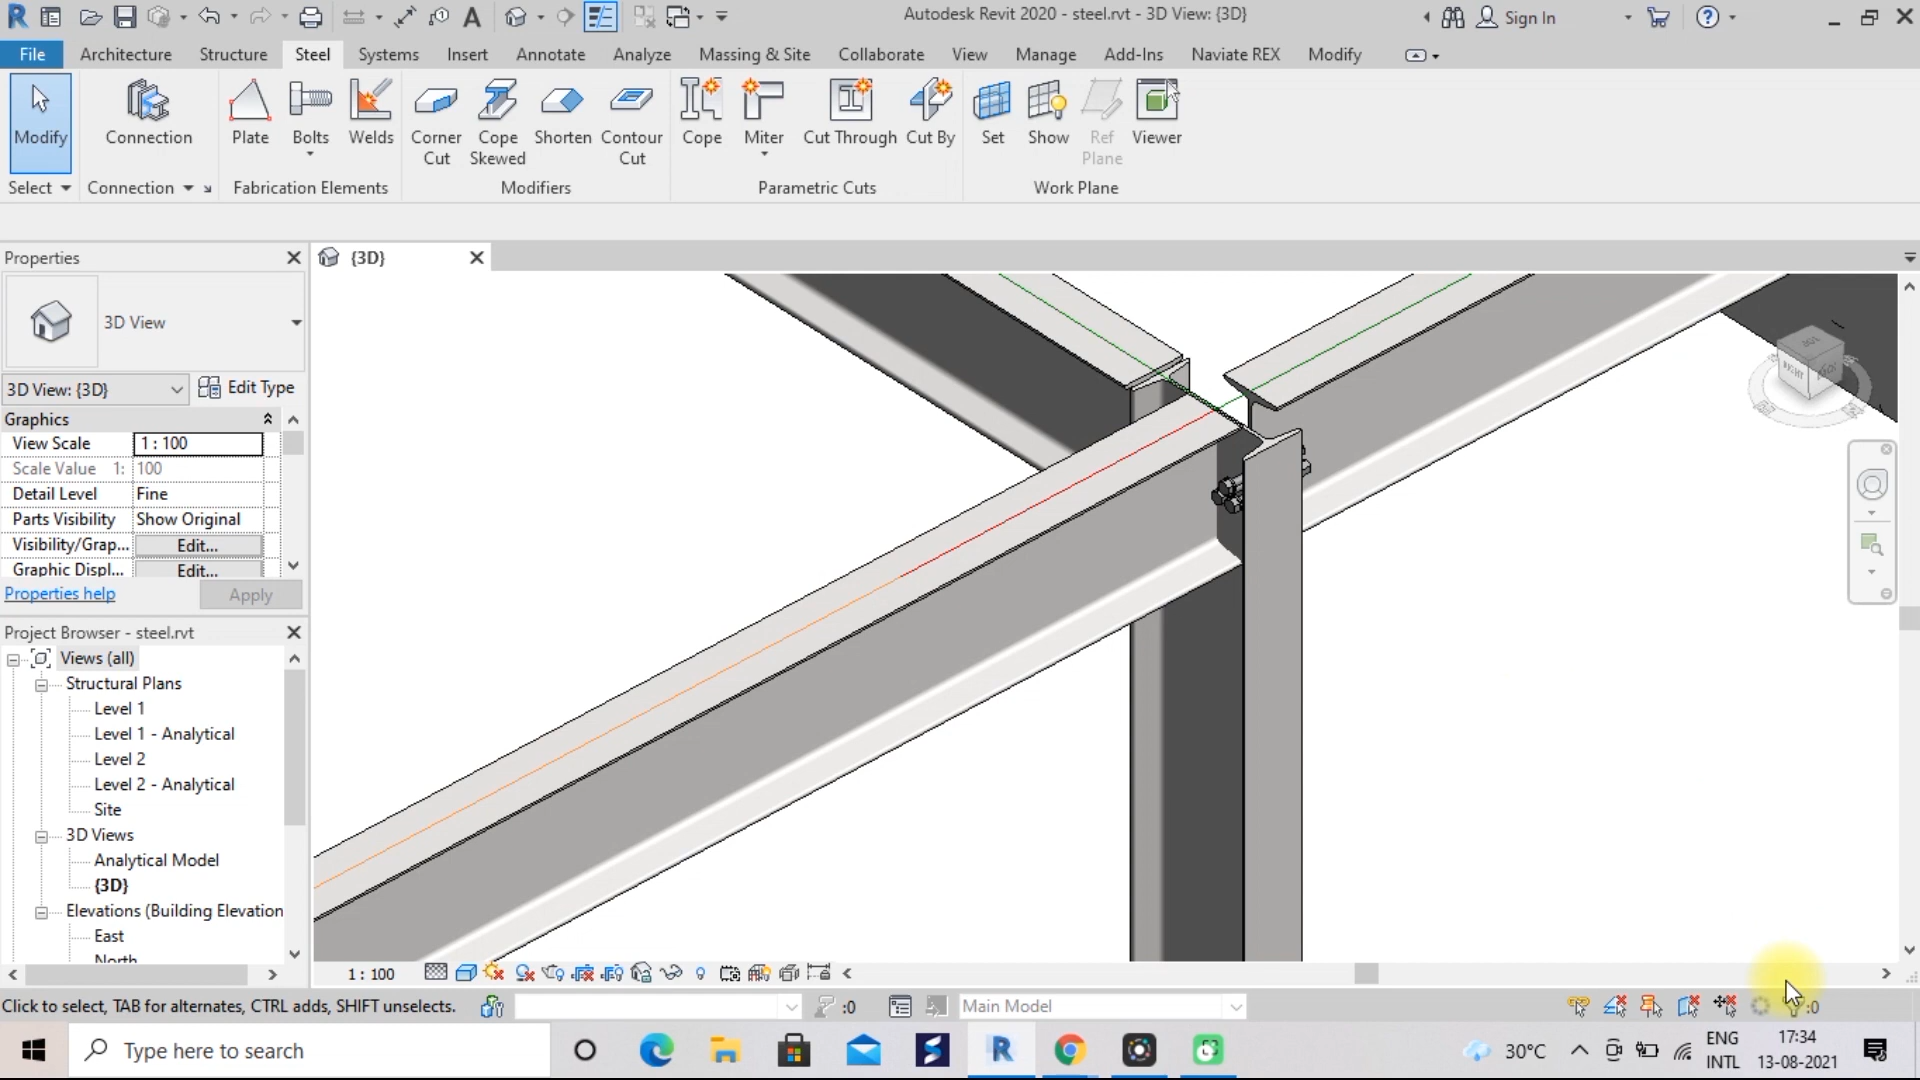 Autodesk Revit 2020 - steel.rvt - 3D View: {3D}
Sign In
File Architecture Structure Steel Systems Insert Annotate Analyze Massing & Site Collaborate View Manage Add-Ins Naviate REX Modify
Modify Connection Plate Bolts Welds Corner Cut Cope Skewed Shorten Contour Cut Cope Miter Cut Through Cut By Set Show Ref Plane Viewer
Select Connection Fabrication Elements Modifiers Parametric Cuts Work Plane
Properties
{3D}
3D View
3D View: {3D}
Edit Type
Graphics
View Scale 1 : 100
Scale Value 1: 100
Detail Level Fine
Parts Visibility Show Original
Visibility/Grap... Edit...
Graphic Displ... Edit...
Properties help
Apply
Project Browser - steel.rvt
Views (all)
Structural Plans
Level 1
Level 1 - Analytical
Level 2
Level 2 - Analytical
Site
3D Views
Analytical Model
{3D}
Elevations (Building Elevation
East
North
RIGHT
1 : 100
Click to select, TAB for alternates, CTRL adds, SHIFT unselects.
:0
Main Model
:0
Type here to search
30°C
ENG
INTL
17:34
13-08-2021